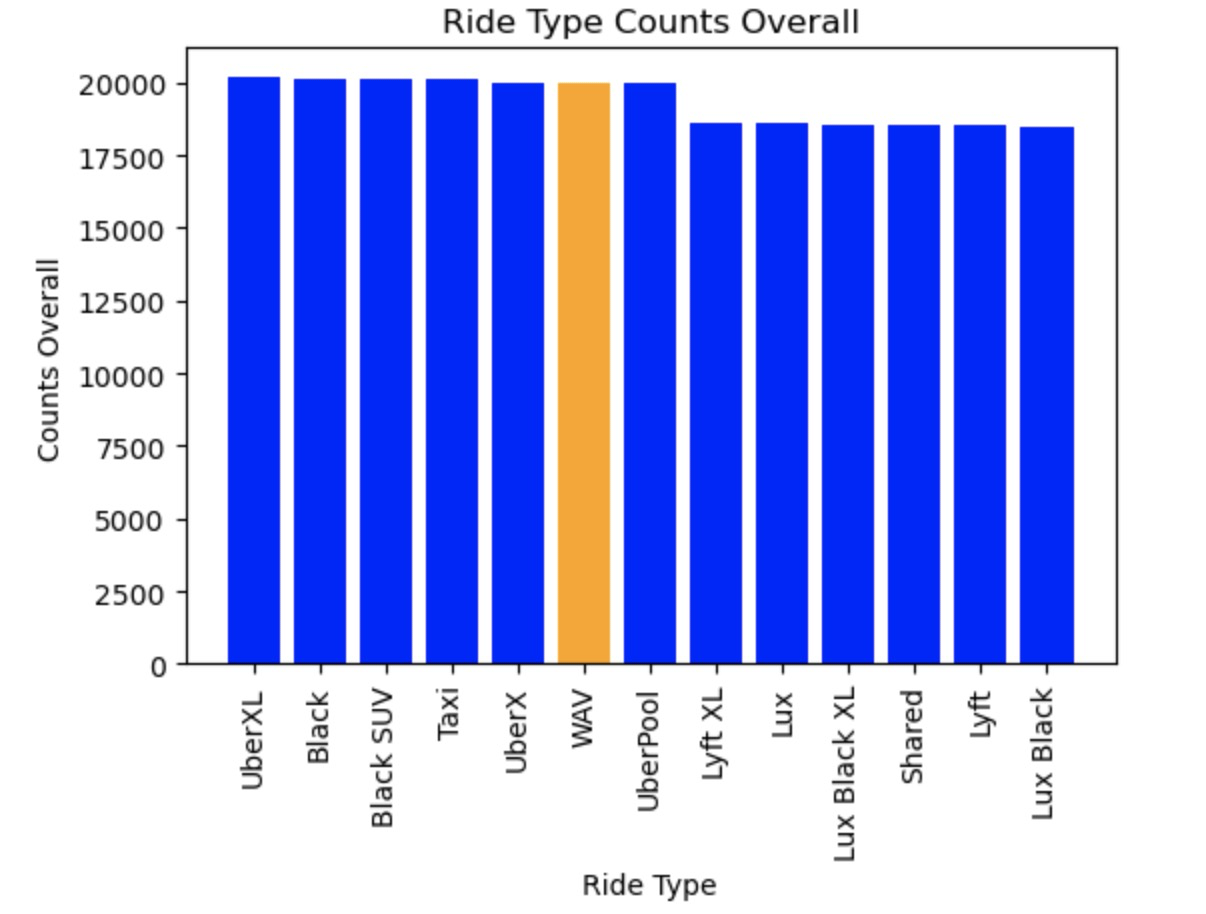 Ride Type Counts Overall
Counts Overall
20000
17500
15000
12500
10000
7500
5000
2500
0
UberXL
Black
Black SUV
Taxi
UberX
WAV
UberPool
Lyft XL
Lux
Lux Black XL
Shared
Lyft
Lux Black
Ride Type